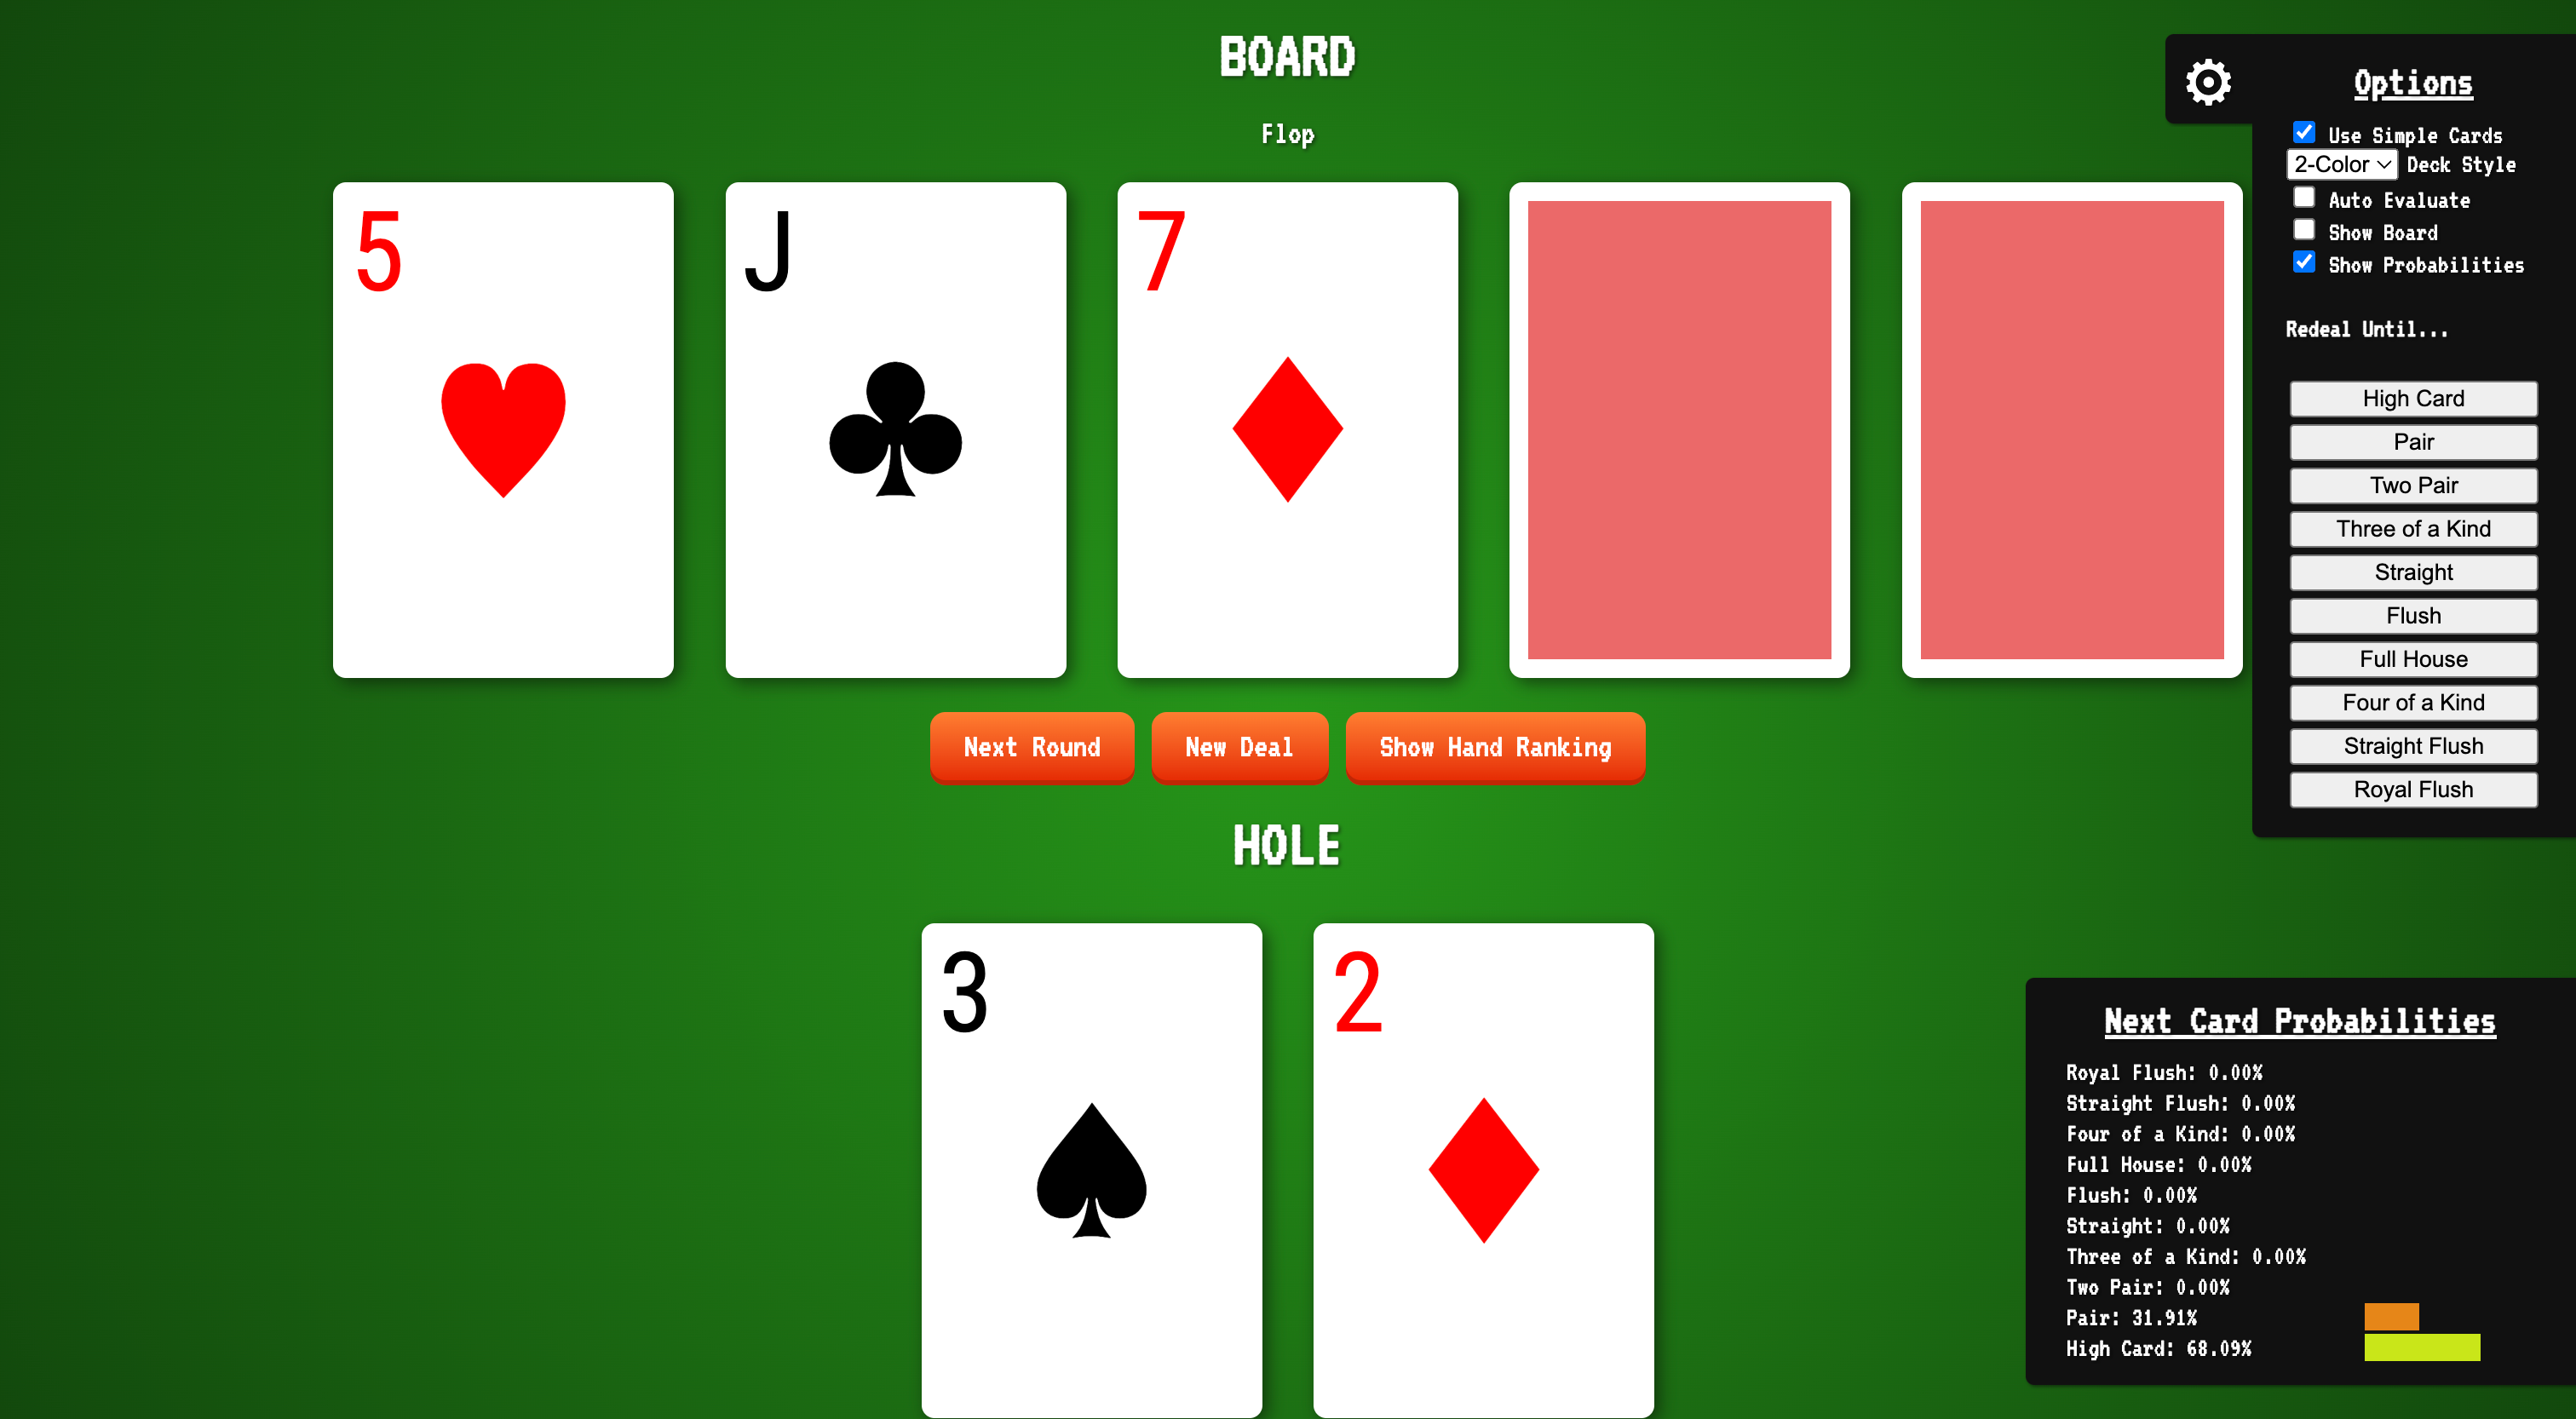 BOARD
Flop
5
J
7
Next Round
New Deal
Show Hand Ranking
HOLE
3
2
Options
Use Simple Cards
2-Color Deck Style
Auto Evaluate
Show Board
Show Probabilities
Redeal Until...
High Card
Pair
Two Pair
Three of a Kind
Straight
Flush
Full House
Four of a Kind
Straight Flush
Royal Flush
Next Card Probabilities
Royal Flush: 0.00%
Straight Flush: 0.00%
Four of a Kind: 0.00%
Full House: 0.00%
Flush: 0.00%
Straight: 0.00%
Three of a Kind: 0.00%
Two Pair: 0.00%
Pair: 31.91%
High Card: 68.09%